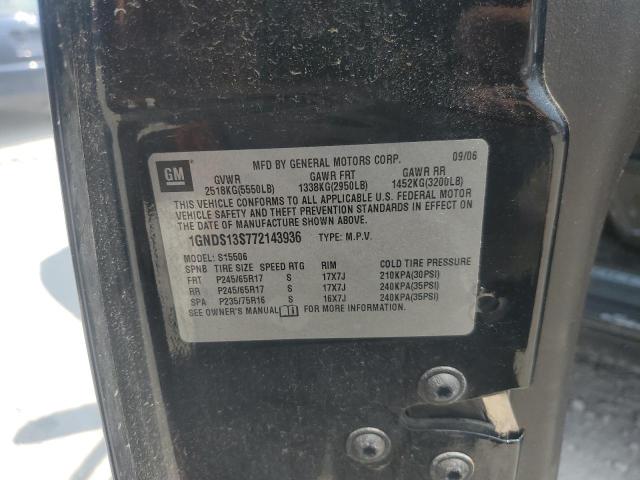 MFD BY GENERAL MOTORS CORP. 09/06
GM
GVWR GAWR FRT GAWR RR
2518KG(5550LB) 1338KG(2950LB) 1452KG(3200LB)
THIS VEHICLE CONFORMS TO ALL APPLICABLE U.S. FEDERAL MOTOR
VEHICLE SAFETY AND THEFT PREVENTION STANDARDS IN EFFECT ON
THE DATE OF MANUFACTURE SHOWN ABOVE.
1GNDS13S772143936 TYPE: M.P.V.
MODEL: S15506
SPNB TIRE SIZE SPEED RTG RIM COLD TIRE PRESSURE
FRT P245/65R17 S 17X7J 210KPA(30PSI)
RR P245/65R17 S 17X7J 240KPA(35PSI)
SPA P235/75R16 S 16X7J 240KPA(35PSI)
SEE OWNER'S MANUAL FOR MORE INFORMATION.